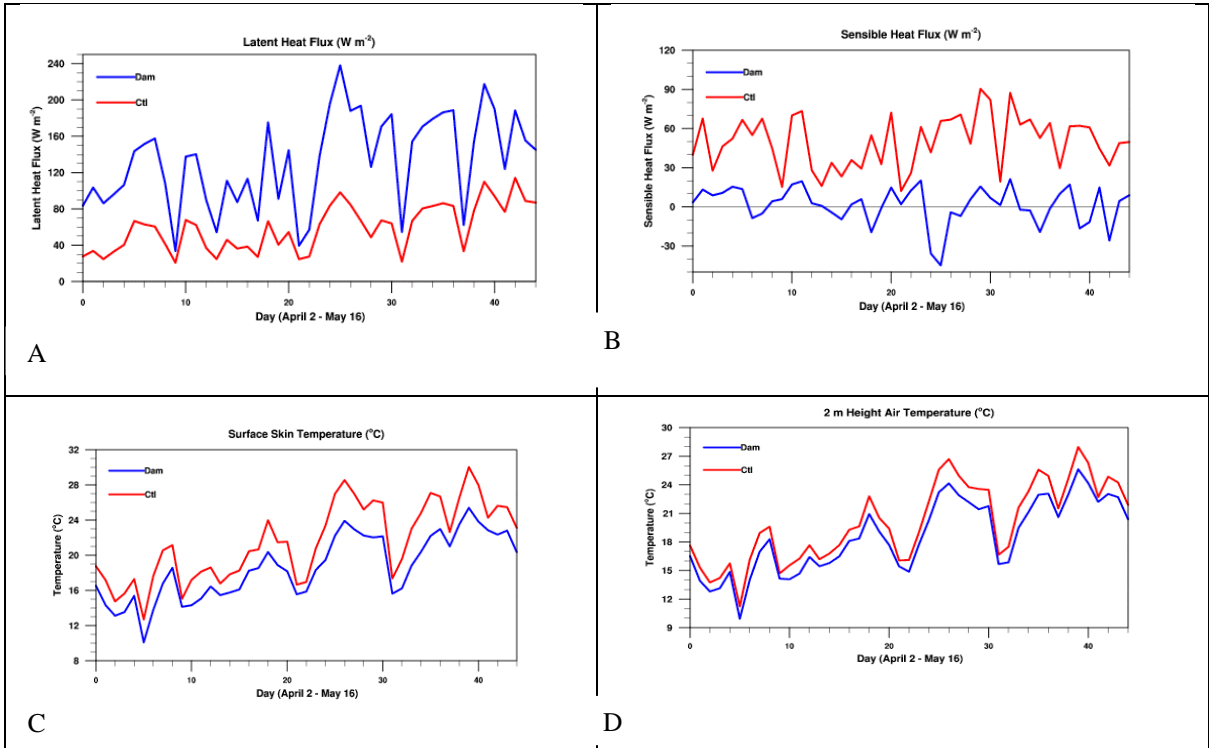 Latent Heat Flux (W m-2)
Dam
Ctl
Latent Heat Flux (W m-2)
240
200
160
120
80
40
0
0 10 20 30 40
Day (April 2 - May 16)
A
Sensible Heat Flux (W m-2)
Dam
Ctl
Sensible Heat Flux (W m-2)
120
90
60
30
0
-30
0 10 20 30 40
Day (April 2 - May 16)
B
Surface Skin Temperature (oC)
Dam
Ctl
Temperature (oC)
32
28
24
20
16
12
8
0 10 20 30 40
Day (April 2 - May 16)
C
2 m Height Air Temperature (oC)
Dam
Ctl
Temperature (oC)
30
27
24
21
18
15
12
9
0 10 20 30 40
Day (April 2 - May 16)
D